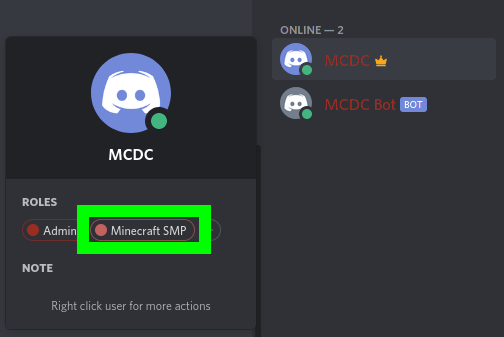 ONLINE — 2
MCDC
MCDC Bot BOT
MCDC
ROLES
Admin
Minecraft SMP
NOTE
Right click user for more actions